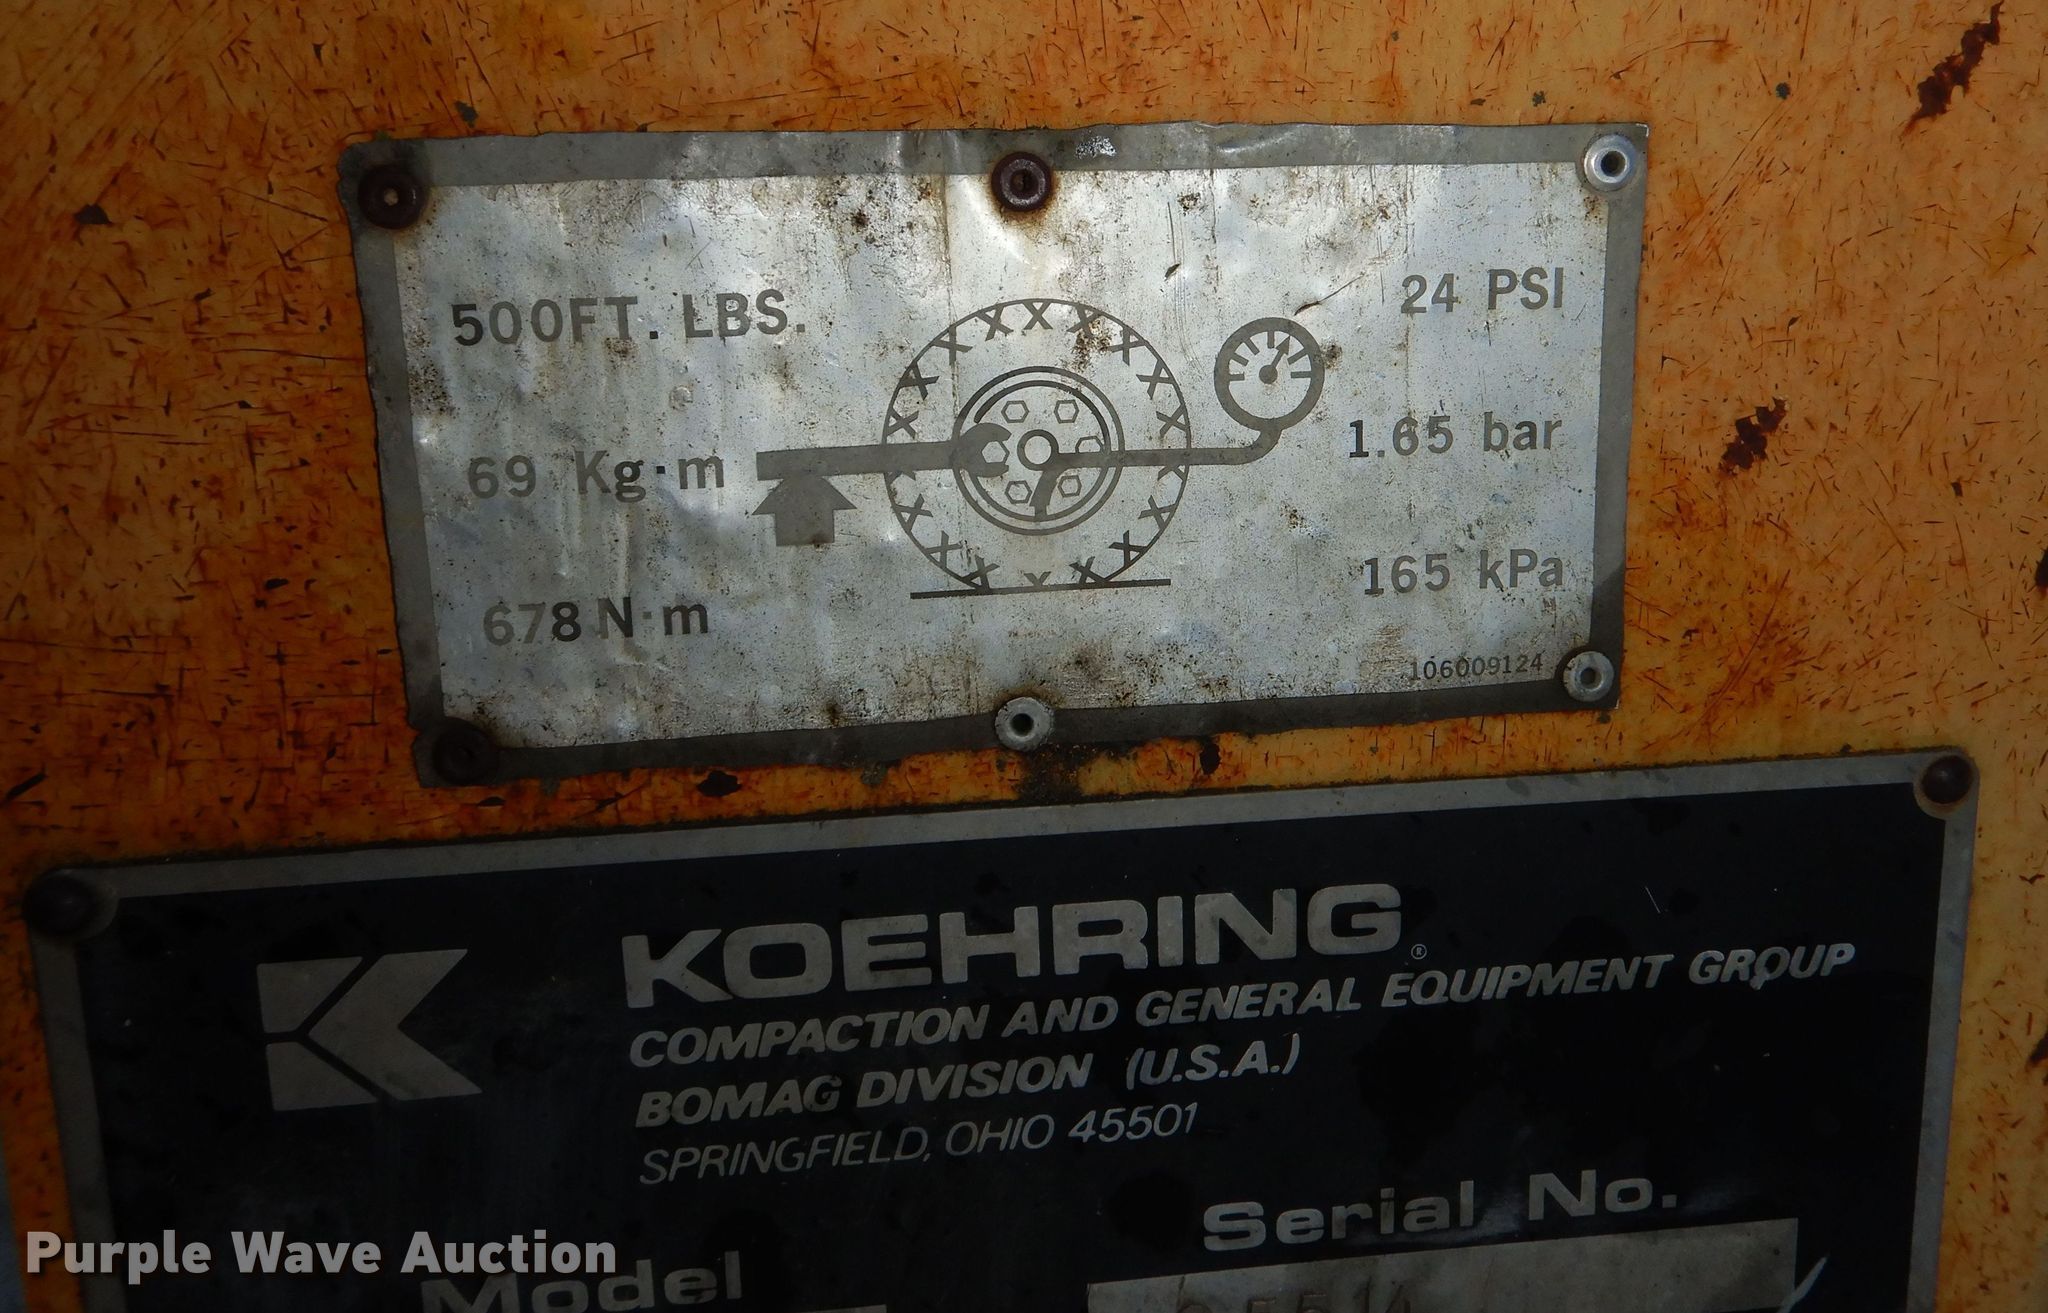 500FT. LBS.
24 PSI
69 Kg·m
1.65 bar
678 N·m
165 kPa
106009124
KOEHRING®
COMPACTION AND GENERAL EQUIPMENT GROUP
BOMAG DIVISION (U.S.A.)
SPRINGFIELD, OHIO 45501
Model
Serial No.
Purple Wave Auction